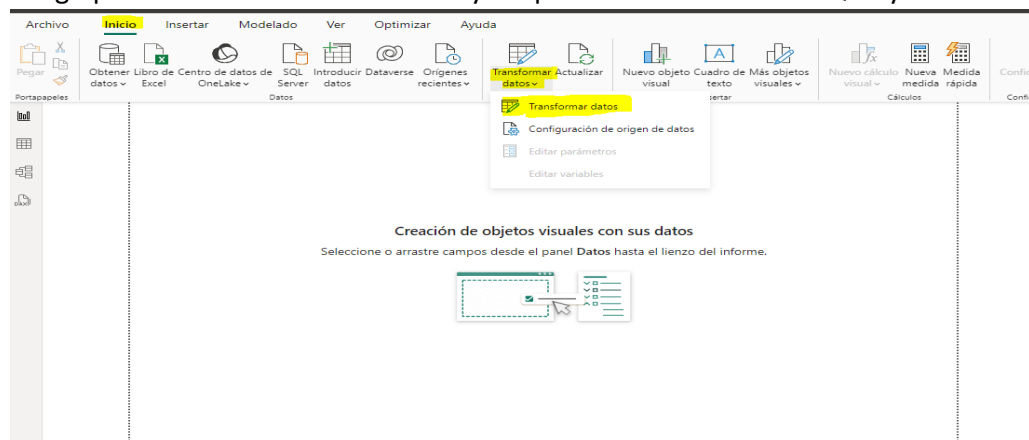 Archivo Inicio Insertar Modelado Ver Optimizar Ayuda
Pegar Obtener datos Libro de Excel Centro de datos de OneLake SQL Server Introducir datos Dataverse Orígenes recientes Transformar datos Actualizar Nuevo objeto visual Cuadro de texto Más objetos visuales Nuevo cálculo visual Nueva medida Medida rápida
Portapapeles Datos Cálculos
Transformar datos
Configuración de origen de datos
Editar parámetros
Editar variables
Creación de objetos visuales con sus datos
Seleccione o arrastre campos desde el panel Datos hasta el lienzo del informe.